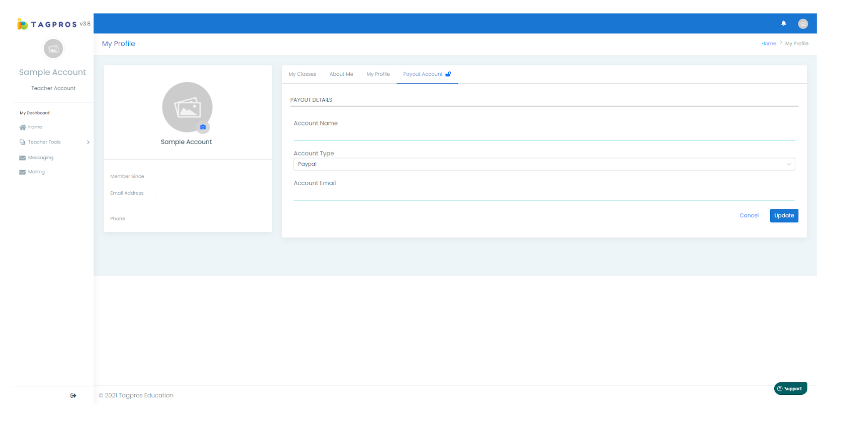 TAGPROS v3.8
My Profile
Home
My Profile
Sample Account
Teacher Account
My Dashboard
Home
Teacher Tools
Messaging
Mailing
Sample Account
Member Since
Email Address
Phone
My Classes About Me My Profile Payout Account
PAYOUT DETAILS
Account Name
Account Type
Paypal
Account Email
Cancel Update
Support
© 2021 Tagpros Education